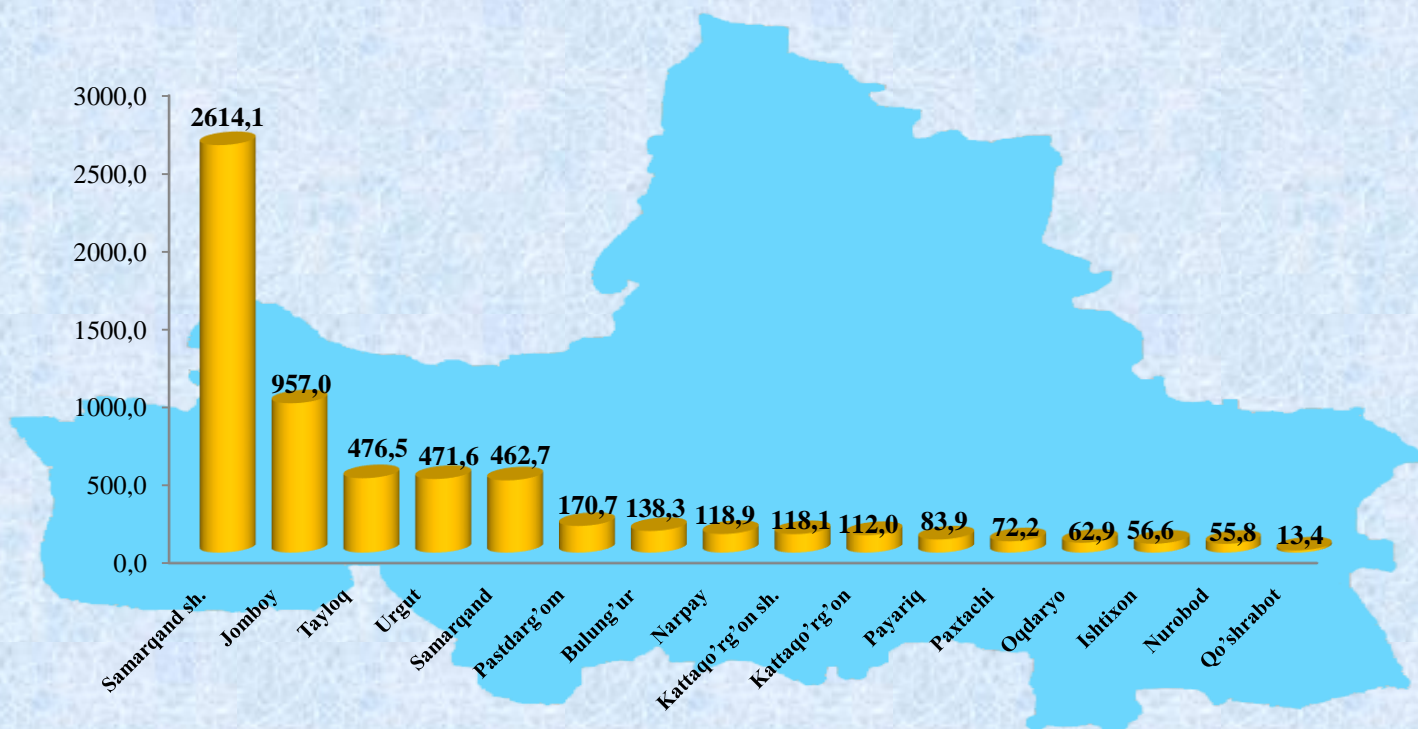 3000,0
2500,0
2000,0
1500,0
1000,0
500,0
0,0
2614,1
957,0
476,5
471,6
462,7
170,7
138,3
118,9
118,1
112,0
83,9
72,2
62,9
56,6
55,8
13,4
Samarqand sh.
Jomboy
Tayloq
Urgut
Samarqand
Pastdarg’om
Bulung’ur
Narpay
Kattaqo’rg’on sh.
Kattaqo’rg’on
Payariq
Paxtachi
Oqdaryo
Ishtixon
Nurobod
Qo’shrabot